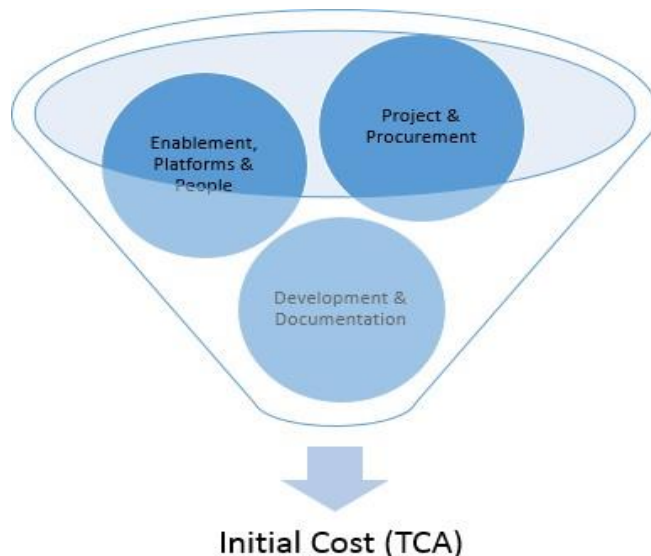 Enablement,
Platforms &
People
Project &
Procurement
Development &
Documentation
Initial Cost (TCA)